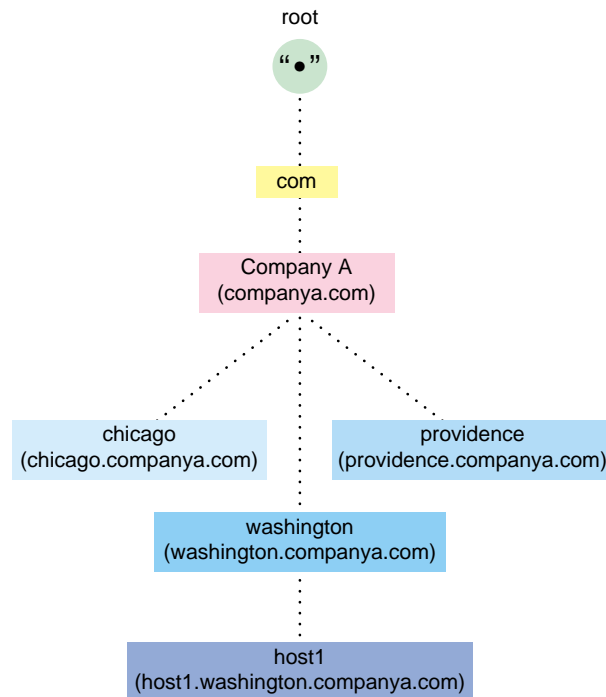 root
“•”
com
Company A
(companya.com)
chicago
(chicago.companya.com)
providence
(providence.companya.com)
washington
(washington.companya.com)
host1
(host1.washington.companya.com)